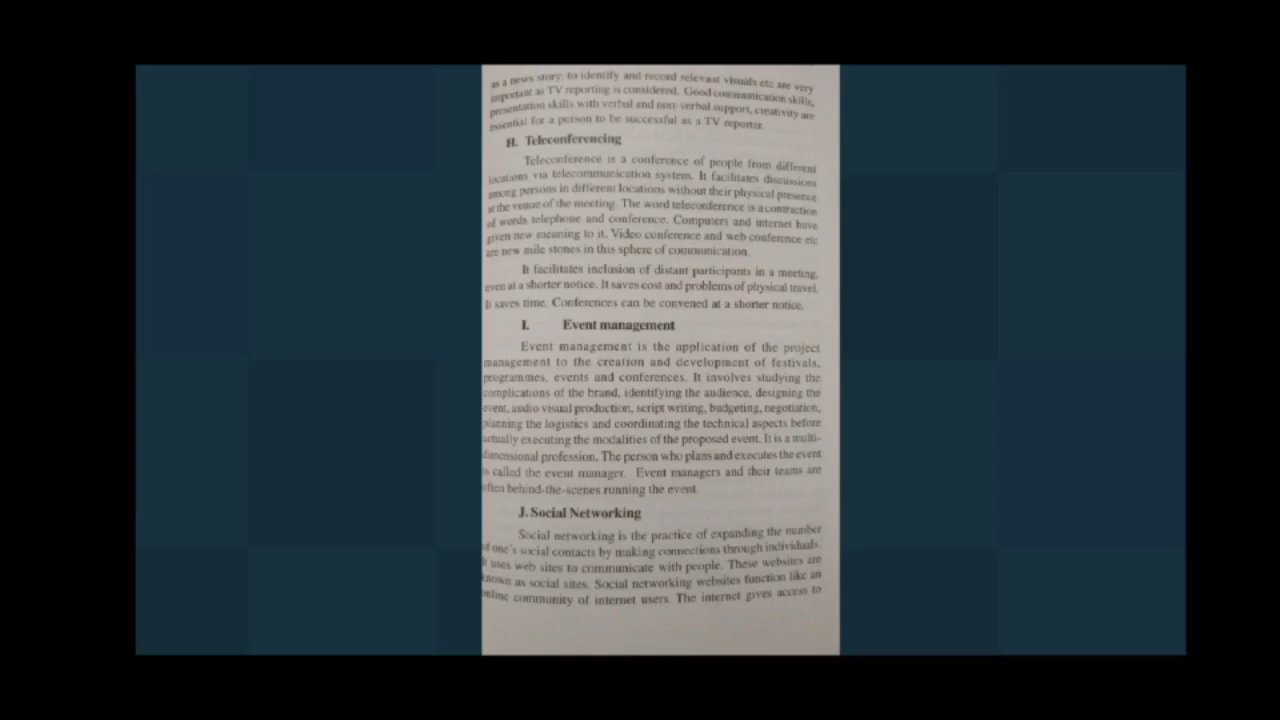 as a news story, to identify and record relevant visuals etc are very
important as TV reporting is considered. Good communication skills,
presentation skills with verbal and non-verbal support, creativity are
essential for a person to be successful as a TV reporter.
H. Teleconferencing
Teleconference is a conference of people from different
locations via telecommunication system. It facilitates discussions
among persons in different locations without their physical presence
at the venue of the meeting. The word teleconference is a contraction
of words telephone and conference. Computers and internet have
given new meaning to it. Video conference and web conference etc
are new mile stones in this sphere of communication.
It facilitates inclusion of distant participants in a meeting,
even at a shorter notice. It saves cost and problems of physical travel.
It saves time. Conferences can be convened at a shorter notice.
I. Event management
Event management is the application of the project
management to the creation and development of festivals,
programmes, events and conferences. It involves studying the
complications of the brand, identifying the audience, designing the
event, audio visual production, script writing, budgeting, negotiation,
planning the logistics and coordinating the technical aspects before
actually executing the modalities of the proposed event. It is a multi-
dimensional profession. The person who plans and executes the event
is called the event manager. Event managers and their teams are
often behind-the-scenes running the event.
J. Social Networking
Social networking is the practice of expanding the number
of one's social contacts by making connections through individuals.
It uses web sites to communicate with people. These websites are
known as social sites. Social networking websites function like an
online community of internet users. The internet gives access to